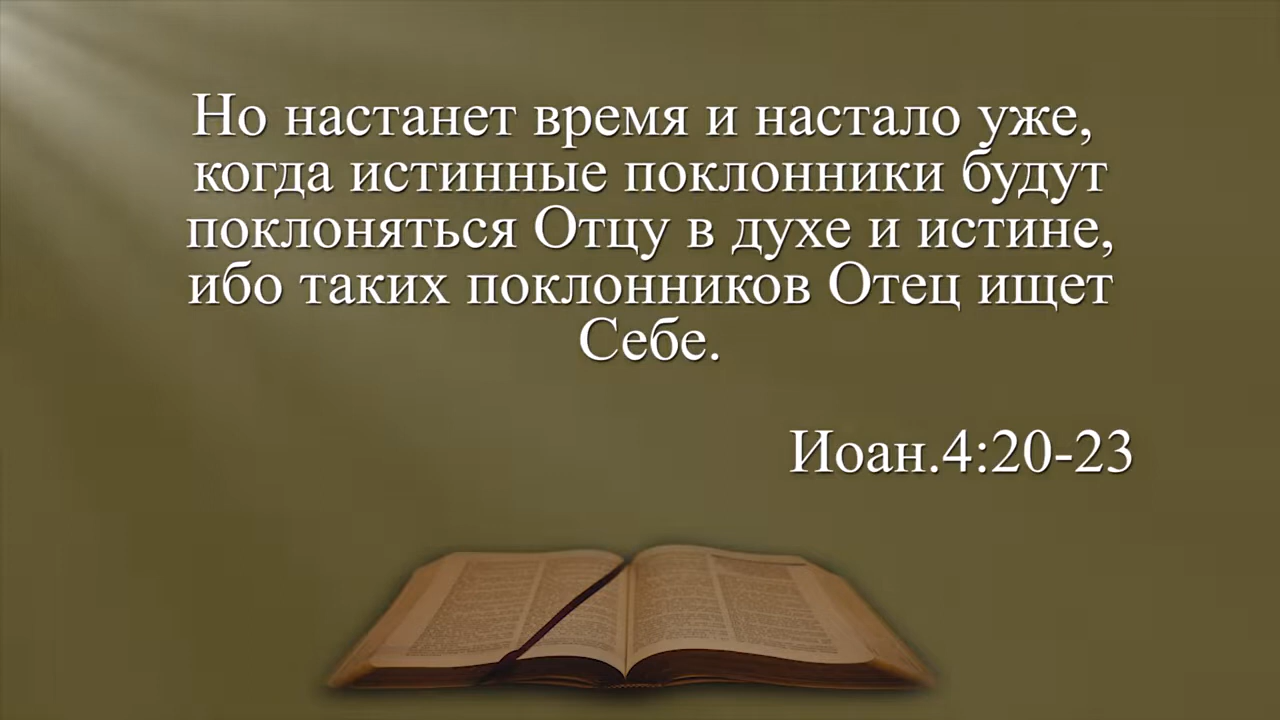 Но настанет время и настало уже,
когда истинные поклонники будут
поклоняться Отцу в духе и истине,
ибо таких поклонников Отец ищет
Себе.
Иоан.4:20-23